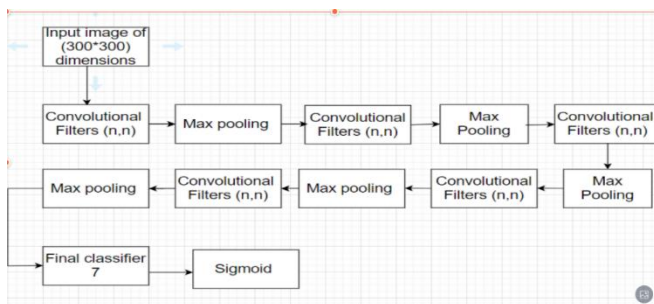 Input image of
(300*300)
dimensions
Convolutional
Filters (n,n)
Max pooling
Convolutional
Filters (n,n)
Max
Pooling
Convolutional
Filters (n,n)
Max
Pooling
Convolutional
Filters (n,n)
Max pooling
Convolutional
Filters (n,n)
Max pooling
Final classifier
7
Sigmoid